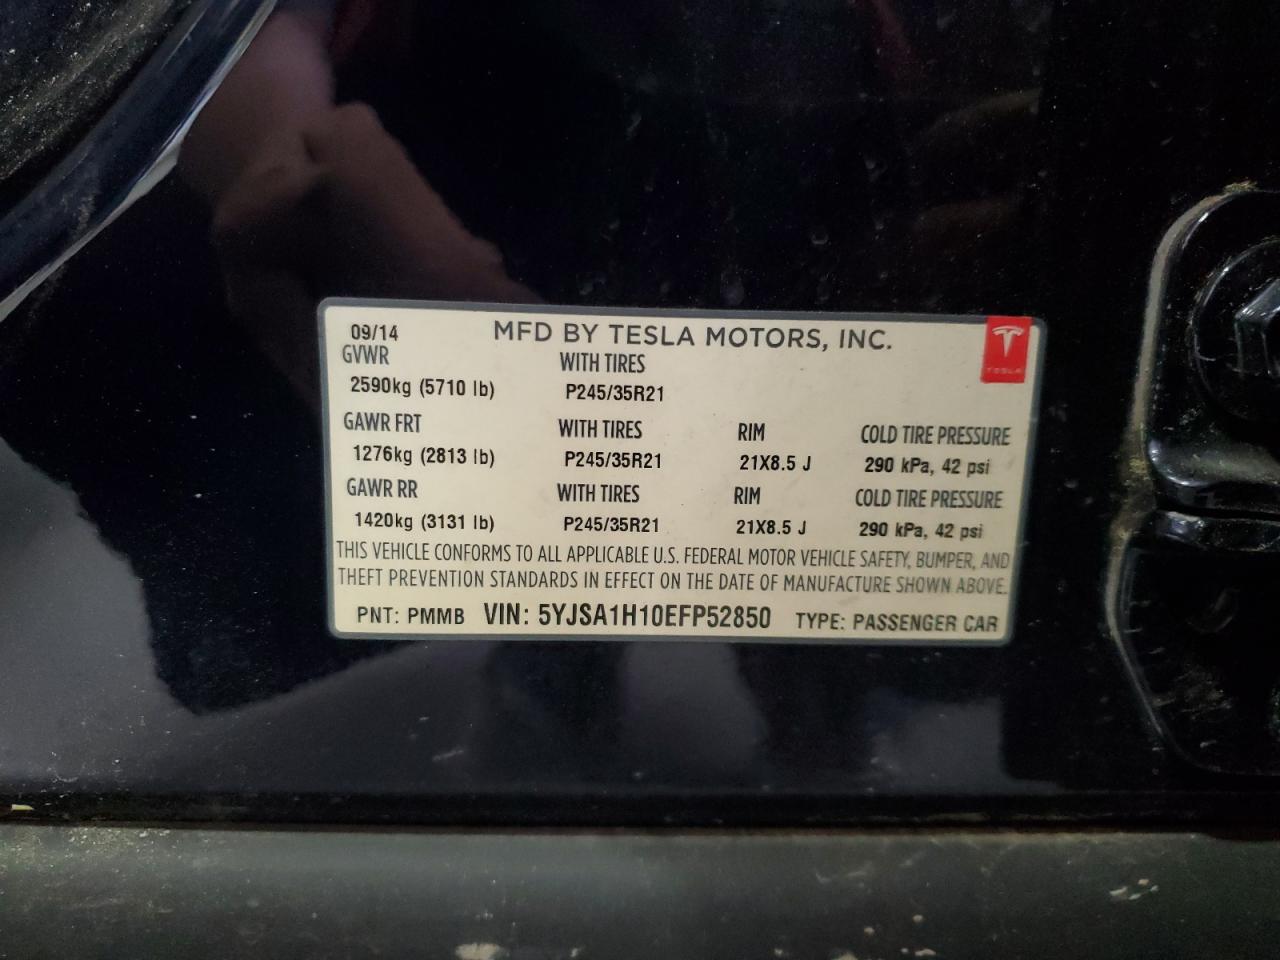 09/14 MFD BY TESLA MOTORS, INC.
TESLA
GVWR WITH TIRES
2590kg (5710 lb) P245/35R21
GAWR FRT WITH TIRES RIM COLD TIRE PRESSURE
1276kg (2813 lb) P245/35R21 21X8.5 J 290 kPa, 42 psi
GAWR RR WITH TIRES RIM COLD TIRE PRESSURE
1420kg (3131 lb) P245/35R21 21X8.5 J 290 kPa, 42 psi
THIS VEHICLE CONFORMS TO ALL APPLICABLE U.S. FEDERAL MOTOR VEHICLE SAFETY, BUMPER, AND
THEFT PREVENTION STANDARDS IN EFFECT ON THE DATE OF MANUFACTURE SHOWN ABOVE.
PNT: PMMB VIN: 5YJSA1H10EFP52850 TYPE: PASSENGER CAR